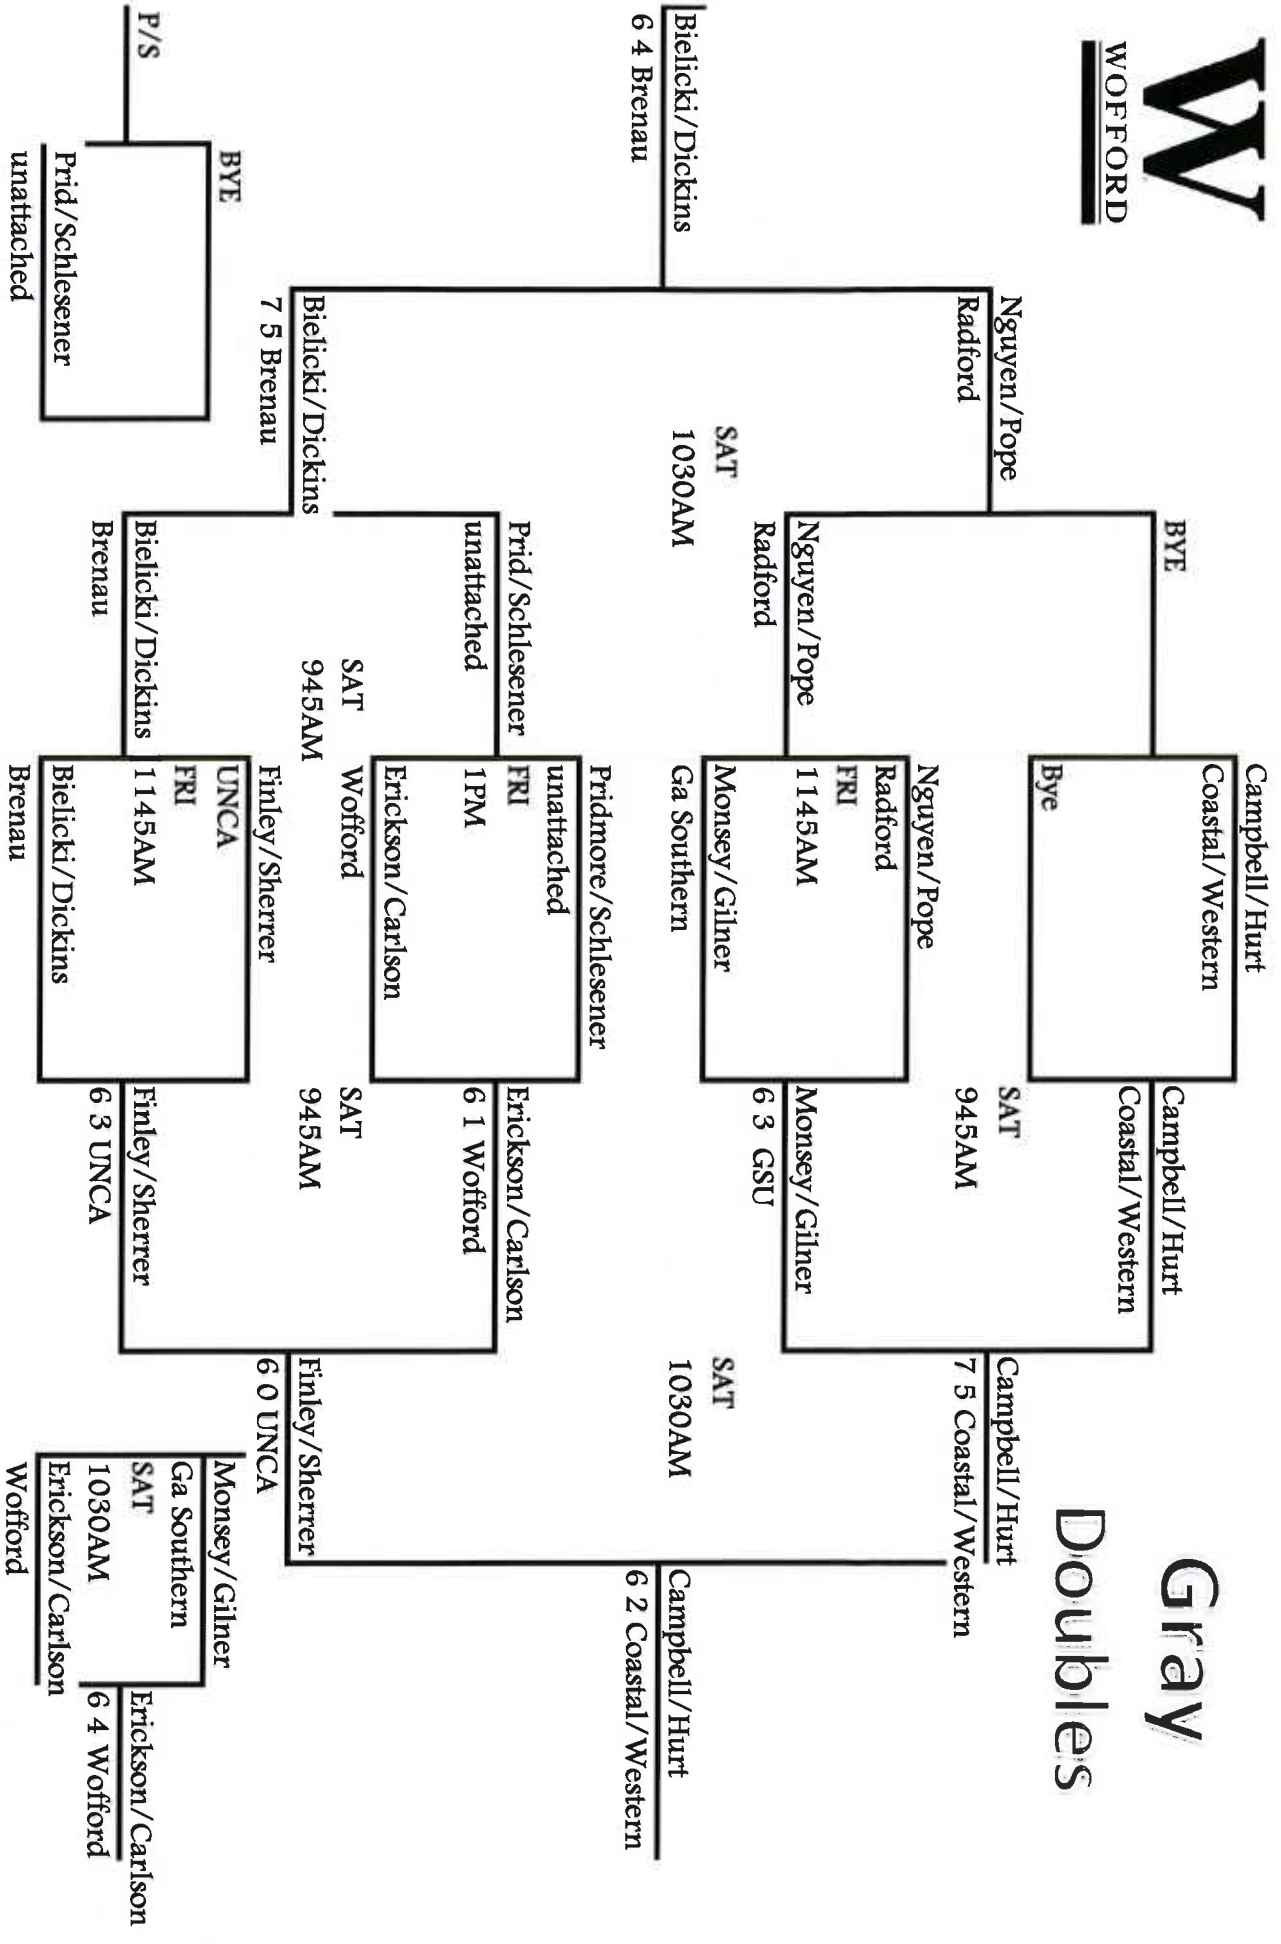 W
WOFFORD
Gray
Doubles
Campbell/Hurt
Coastal/Western
Bye
BYE
Campbell/Hurt
Coastal/Western
SAT
945AM
Nguyen/Pope
Radford
Nguyen/Pope
Radford
FRI
1145AM
Monsey/Gilner
Ga Southern
Nguyen/Pope
Radford
Monsey/Gilner
6 3 GSU
Campbell/Hurt
7 5 Coastal/Western
SAT
1030AM
SAT
1030AM
Bielicki/Dickins
6 4 Brenau
Campbell/Hurt
6 2 Coastal/Western
Pridmore/Schlesener
unattached
FRI
1PM
Erickson/Carlson
Wofford
Prid/Schlesener
unattached
Erickson/Carlson
6 1 Wofford
SAT
945AM
SAT
945AM
Bielicki/Dickins
7 5 Brenau
Finley/Sherrer
6 0 UNCA
Finley/Sherrer
UNCA
FRI
1145AM
Bielicki/Dickins
Brenau
Bielicki/Dickins
Brenau
Finley/Sherrer
6 3 UNCA
BYE
P/S
Prid/Schlesener
unattached
Monsey/Gilner
Ga Southern
SAT
1030AM
Erickson/Carlson
Wofford
Erickson/Carlson
6 4 Wofford